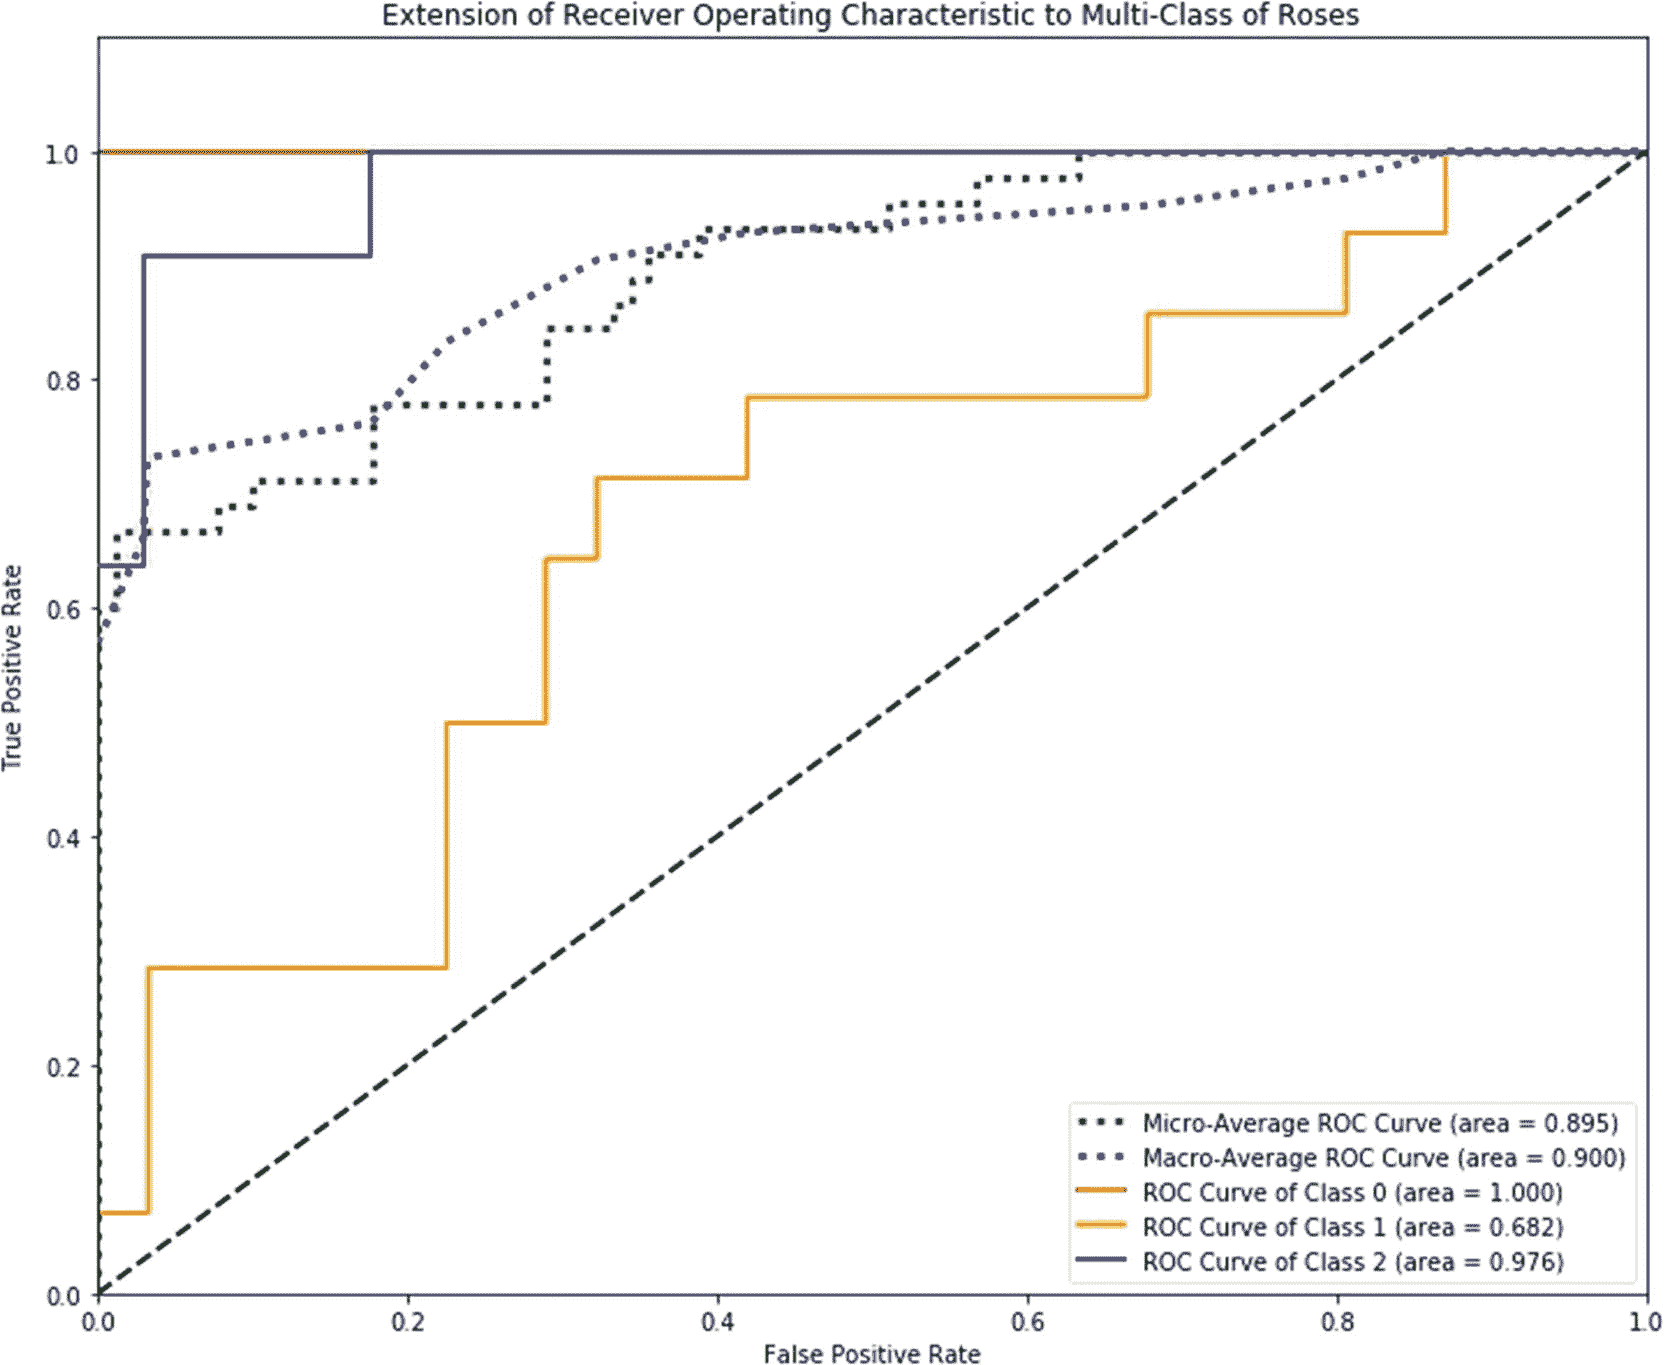 Extension of Receiver Operating Characteristic to Multi-Class of Roses
1.0
0.8
0.6
0.4
0.2
0.0
True Positive Rate
Micro-Average ROC Curve (area = 0.895)
Macro-Average ROC Curve (area = 0.900)
ROC Curve of Class 0 (area = 1.000)
ROC Curve of Class 1 (area = 0.682)
ROC Curve of Class 2 (area = 0.976)
0.0 0.2 0.4 0.6 0.8 1.0
False Positive Rate